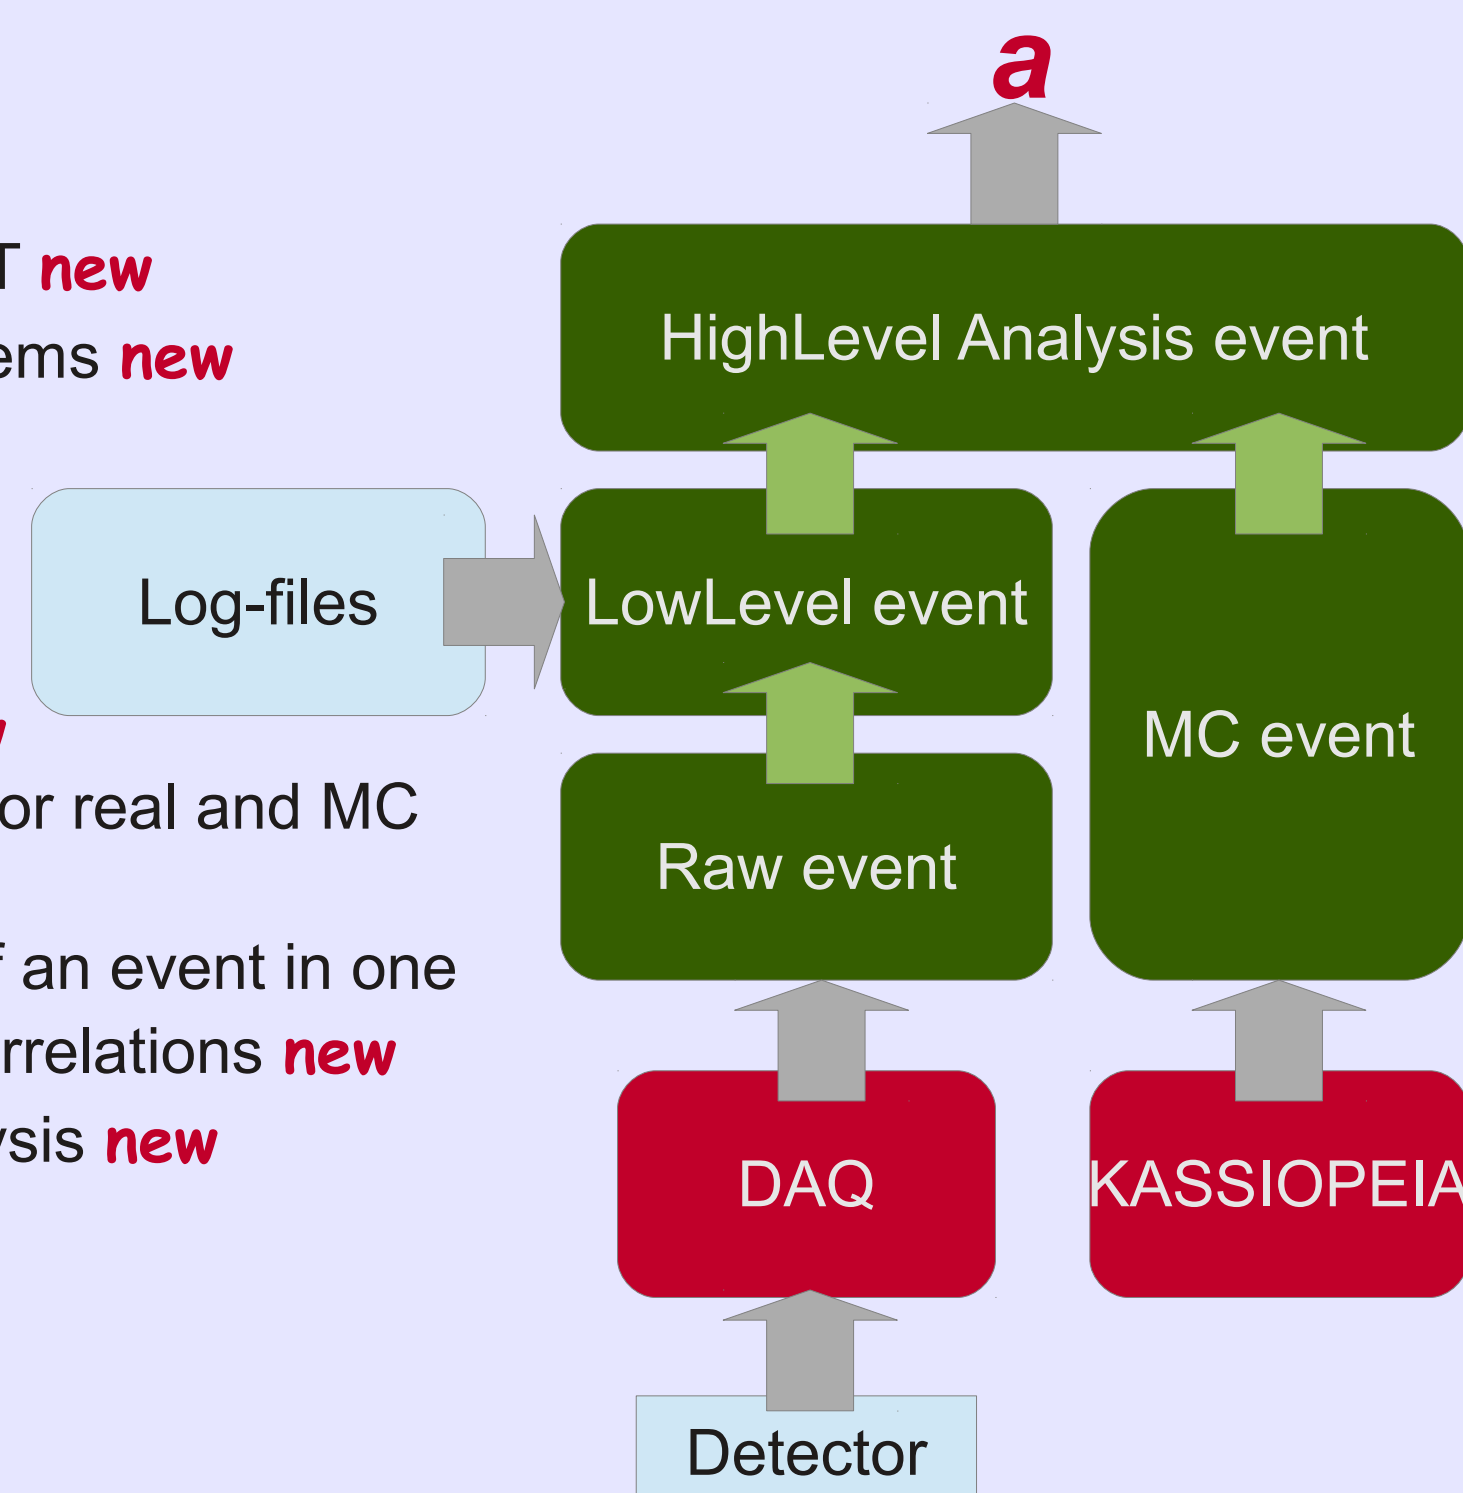 a
T new
ems new
HighLevel Analysis event
Log-files
LowLevel event
MC event
or real and MC
Raw event
f an event in one
rrelations new
ysis new
DAQ
KASSIOPEIA
Detector